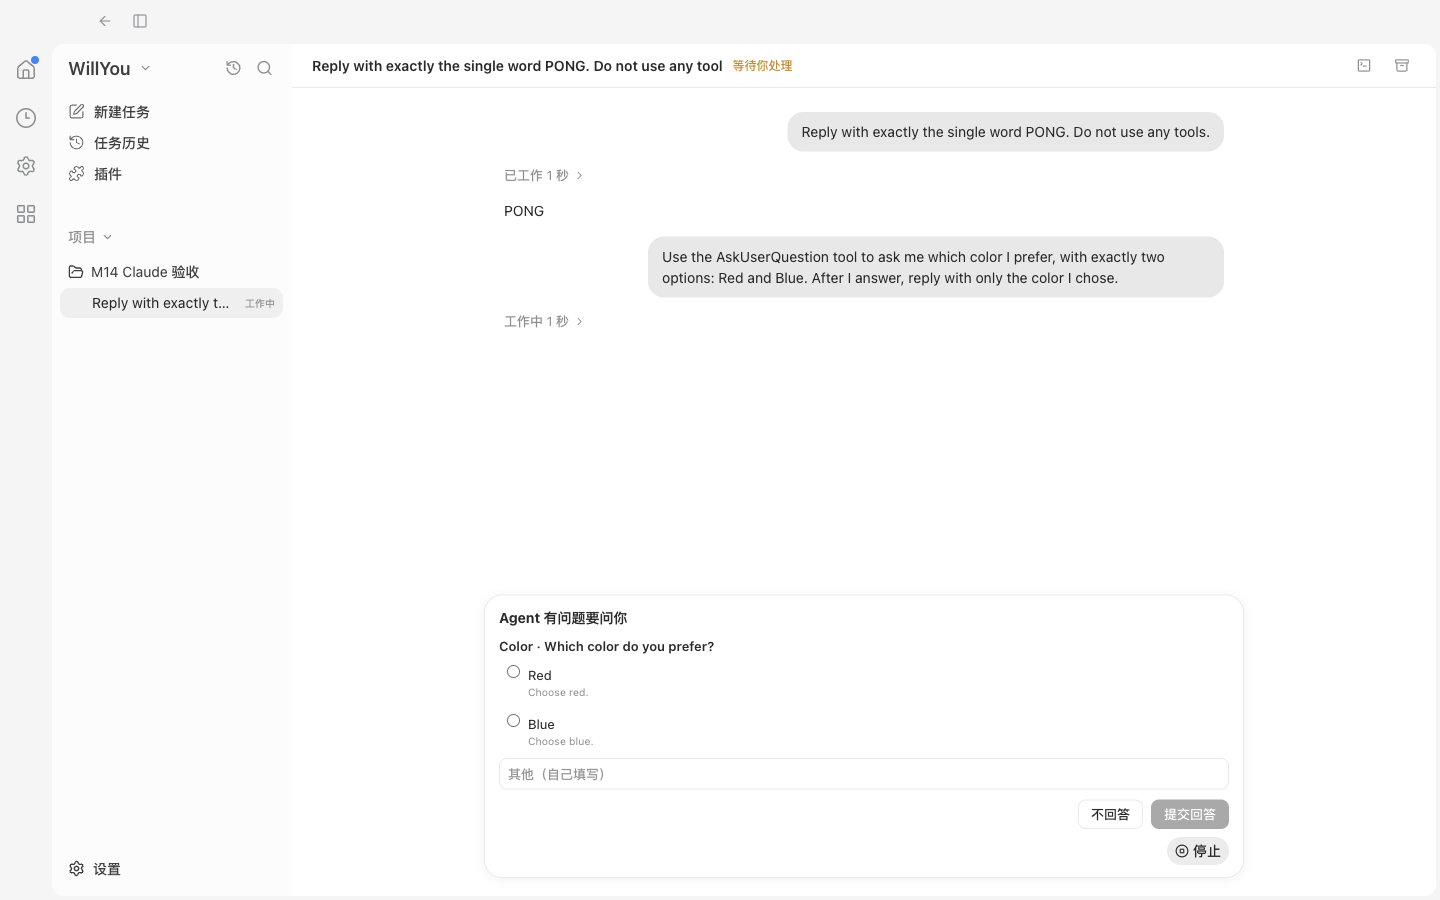 WillYou
新建任务
任务历史
插件
项目
M14 Claude 验收
Reply with exactly t... 工作中
设置
Reply with exactly the single word PONG. Do not use any tool 等待你处理
Reply with exactly the single word PONG. Do not use any tools.
已工作 1 秒
PONG
Use the AskUserQuestion tool to ask me which color I prefer, with exactly two
options: Red and Blue. After I answer, reply with only the color I chose.
工作中 1 秒
Agent 有问题要问你
Color · Which color do you prefer?
Red
Choose red.
Blue
Choose blue.
其他（自己填写）
不回答 提交回答
停止